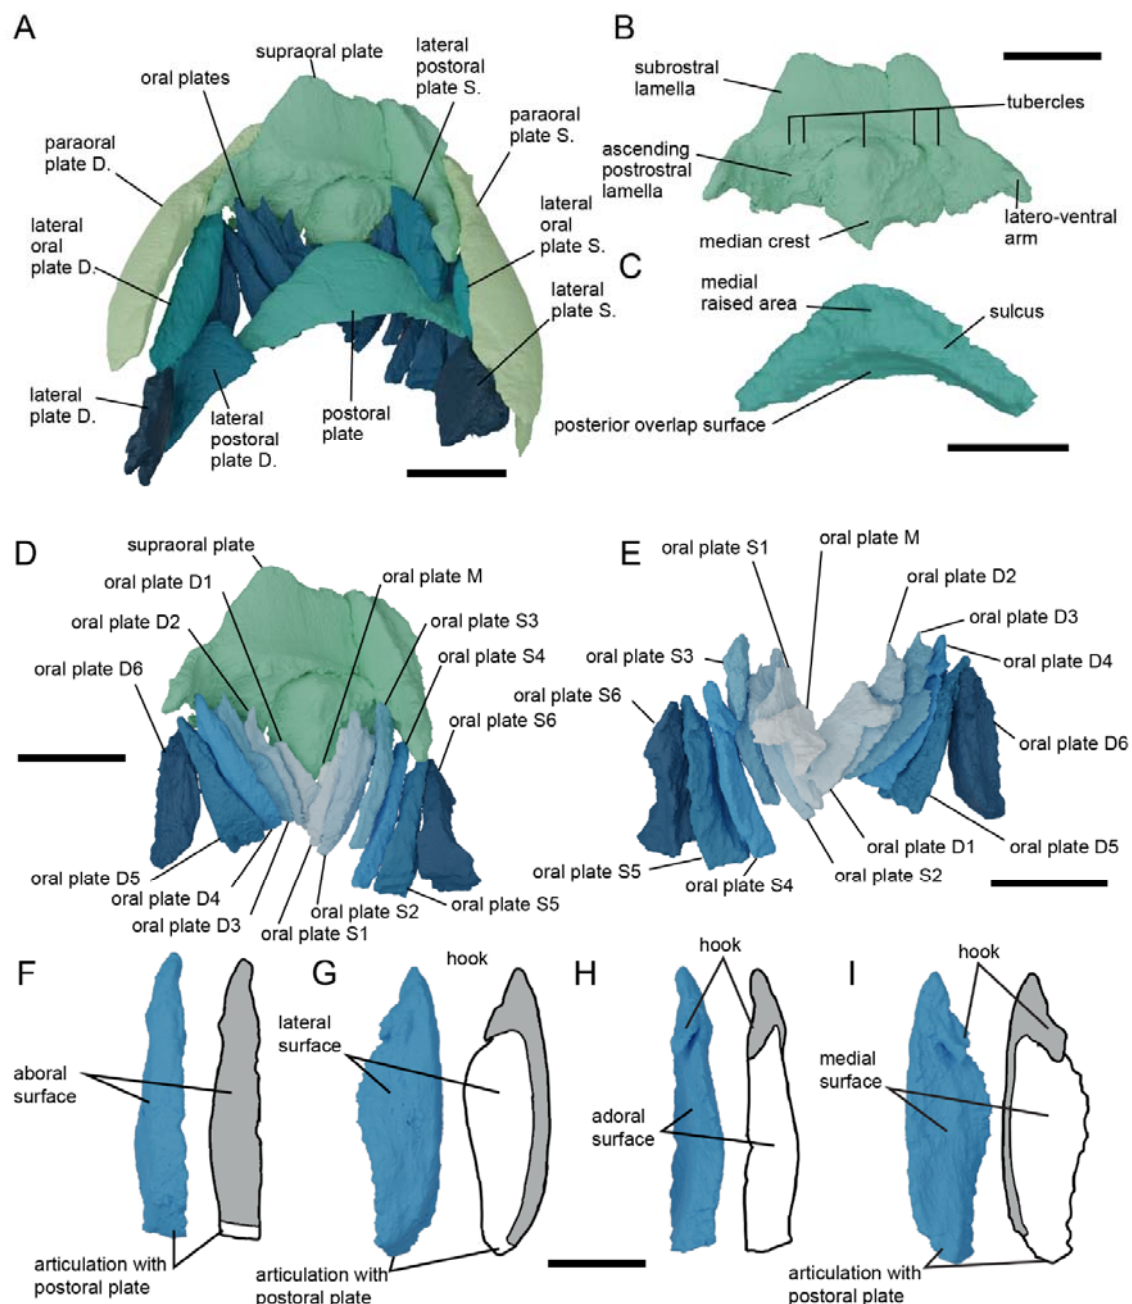 A
supraoral plate
lateral
postoral
plate S.
oral plates
paraoral
plate D.
paraoral
plate S.
lateral
oral
plate D.
lateral
oral
plate S.
lateral
plate S.
lateral
plate D.
lateral
postoral
plate D.
postoral
plate
B
subrostral
lamella
tubercles
ascending
postrostral
lamella
median crest
latero-ventral
arm
C
medial
raised area
sulcus
posterior overlap surface
D
supraoral plate
oral plate D1
oral plate M
oral plate D2
oral plate S3
oral plate S4
oral plate D6
oral plate S6
oral plate D5
oral plate D4
oral plate D3
oral plate S1
oral plate S2
oral plate S5
E
oral plate S1
oral plate M
oral plate D2
oral plate D3
oral plate S3
oral plate D4
oral plate S6
oral plate D6
oral plate D1
oral plate D5
oral plate S5
oral plate S4
oral plate S2
F
aboral
surface
articulation with
postoral plate
G
hook
lateral
surface
articulation with
postoral plate
H
hook
adoral
surface
I
hook
medial
surface
articulation with
postoral plate